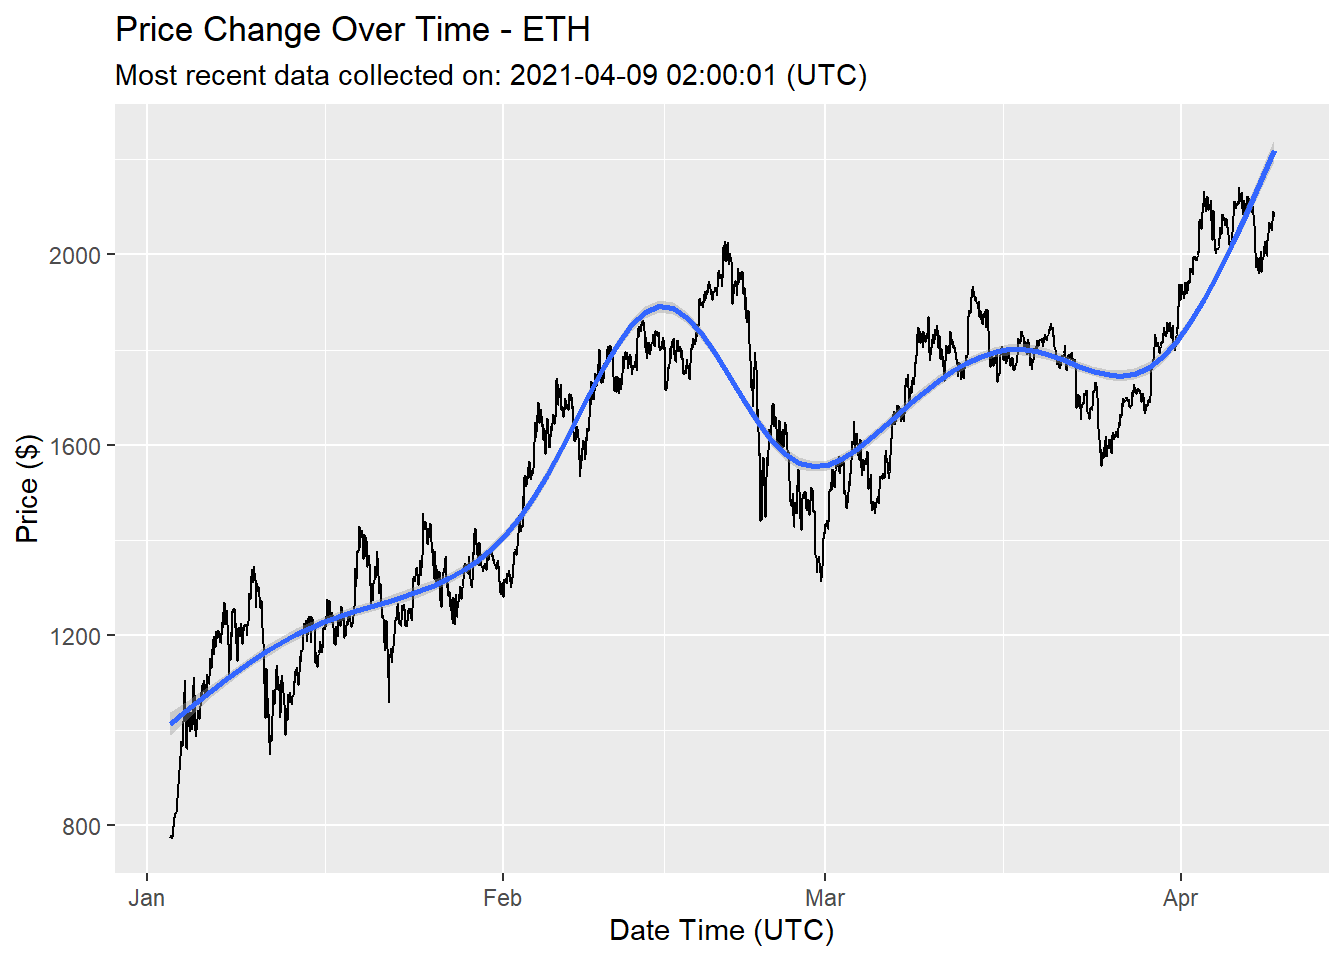 Price Change Over Time - ETH
Most recent data collected on: 2021-04-09 02:00:01 (UTC)
Price ($)
2000
1600
1200
800
Jan Feb Mar Apr
Date Time (UTC)